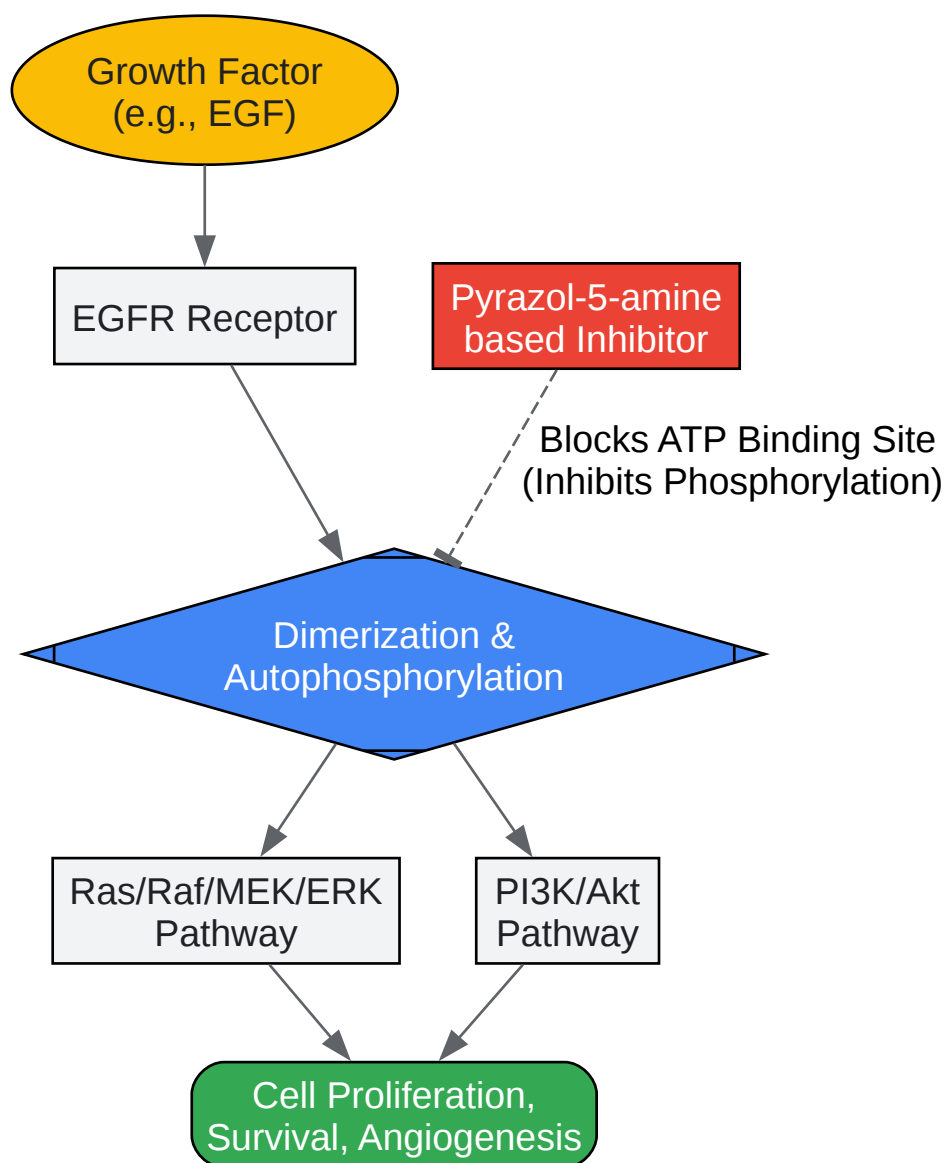 Growth Factor
(e.g., EGF)
EGFR Receptor
Pyrazol-5-amine
based Inhibitor
Blocks ATP Binding Site
(Inhibits Phosphorylation)
Dimerization &
Autophosphorylation
Ras/Raf/MEK/ERK
Pathway
PI3K/Akt
Pathway
Cell Proliferation,
Survival, Angiogenesis